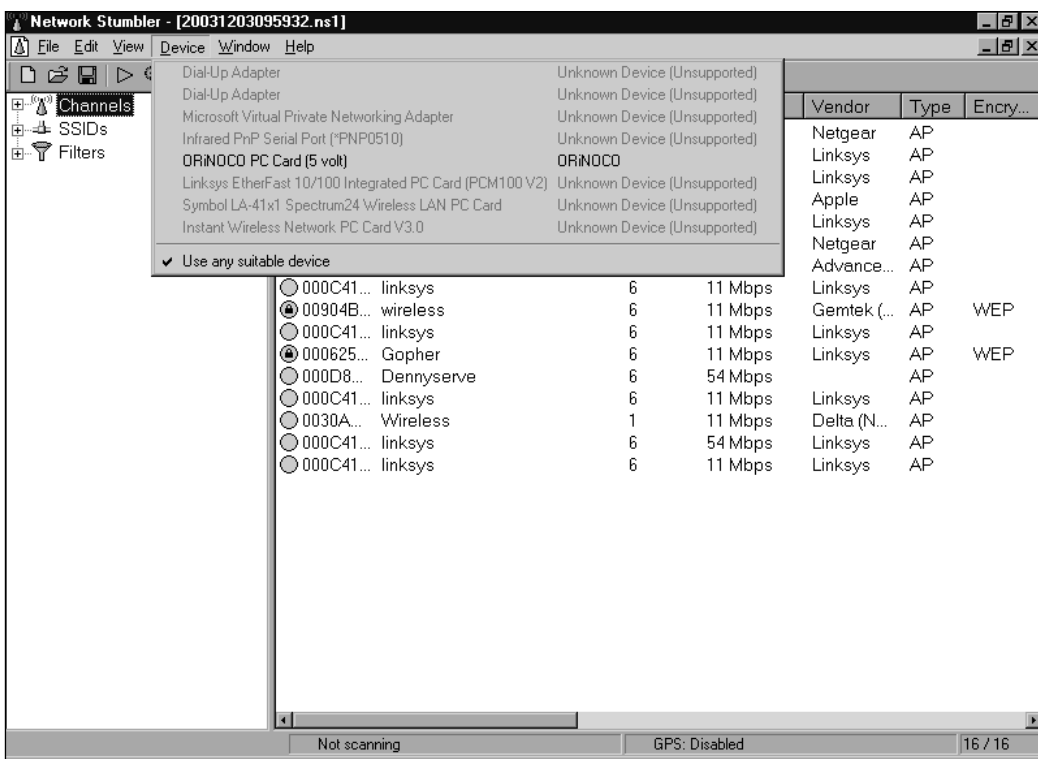 Network Stumbler - [20031203095932.ns1]
File Edit View Device Window Help
Dial-Up Adapter Unknown Device (Unsupported)
Dial-Up Adapter Unknown Device (Unsupported)
Microsoft Virtual Private Networking Adapter Unknown Device (Unsupported)
Infrared PnP Serial Port (*PNP0510) Unknown Device (Unsupported)
ORiNOCO PC Card (5 volt) ORiNOCO
Linksys EtherFast 10/100 Integrated PC Card (PCM100 V2) Unknown Device (Unsupported)
Symbol LA-41x1 Spectrum24 Wireless LAN PC Card Unknown Device (Unsupported)
Instant Wireless Network PC Card V3.0 Unknown Device (Unsupported)
Use any suitable device
Channels
SSIDs
Filters
Vendor Type Encry...
Netgear AP
Linksys AP
Linksys AP
Apple AP
Linksys AP
Netgear AP
Advance... AP
000C41... linksys 6 11 Mbps Linksys AP
00904B... wireless 6 11 Mbps Gemtek (... AP WEP
000C41... linksys 6 11 Mbps Linksys AP
000625... Gopher 6 11 Mbps Linksys AP WEP
000D8... Dennyserve 6 54 Mbps AP
000C41... linksys 6 11 Mbps Linksys AP
0030A... Wireless 1 11 Mbps Delta (N... AP
000C41... linksys 6 54 Mbps Linksys AP
000C41... linksys 6 11 Mbps Linksys AP
Not scanning GPS: Disabled 16 / 16